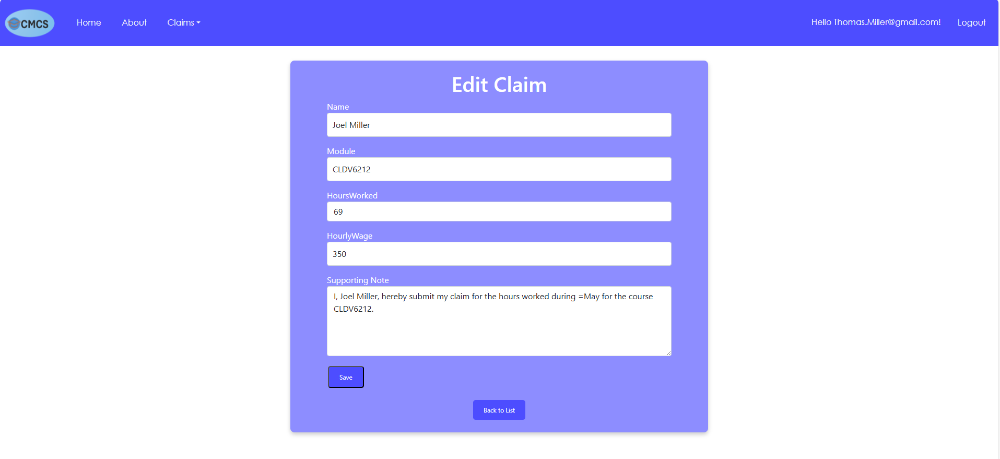 CMCS
Home
About
Claims
Hello Thomas.Miller@gmail.com!
Logout
Edit Claim
Name
Joel Miller
Module
CLDV6212
HoursWorked
69
HourlyWage
350
Supporting Note
I, Joel Miller, hereby submit my claim for the hours worked during =May for the course
CLDV6212.
Save
Back to List